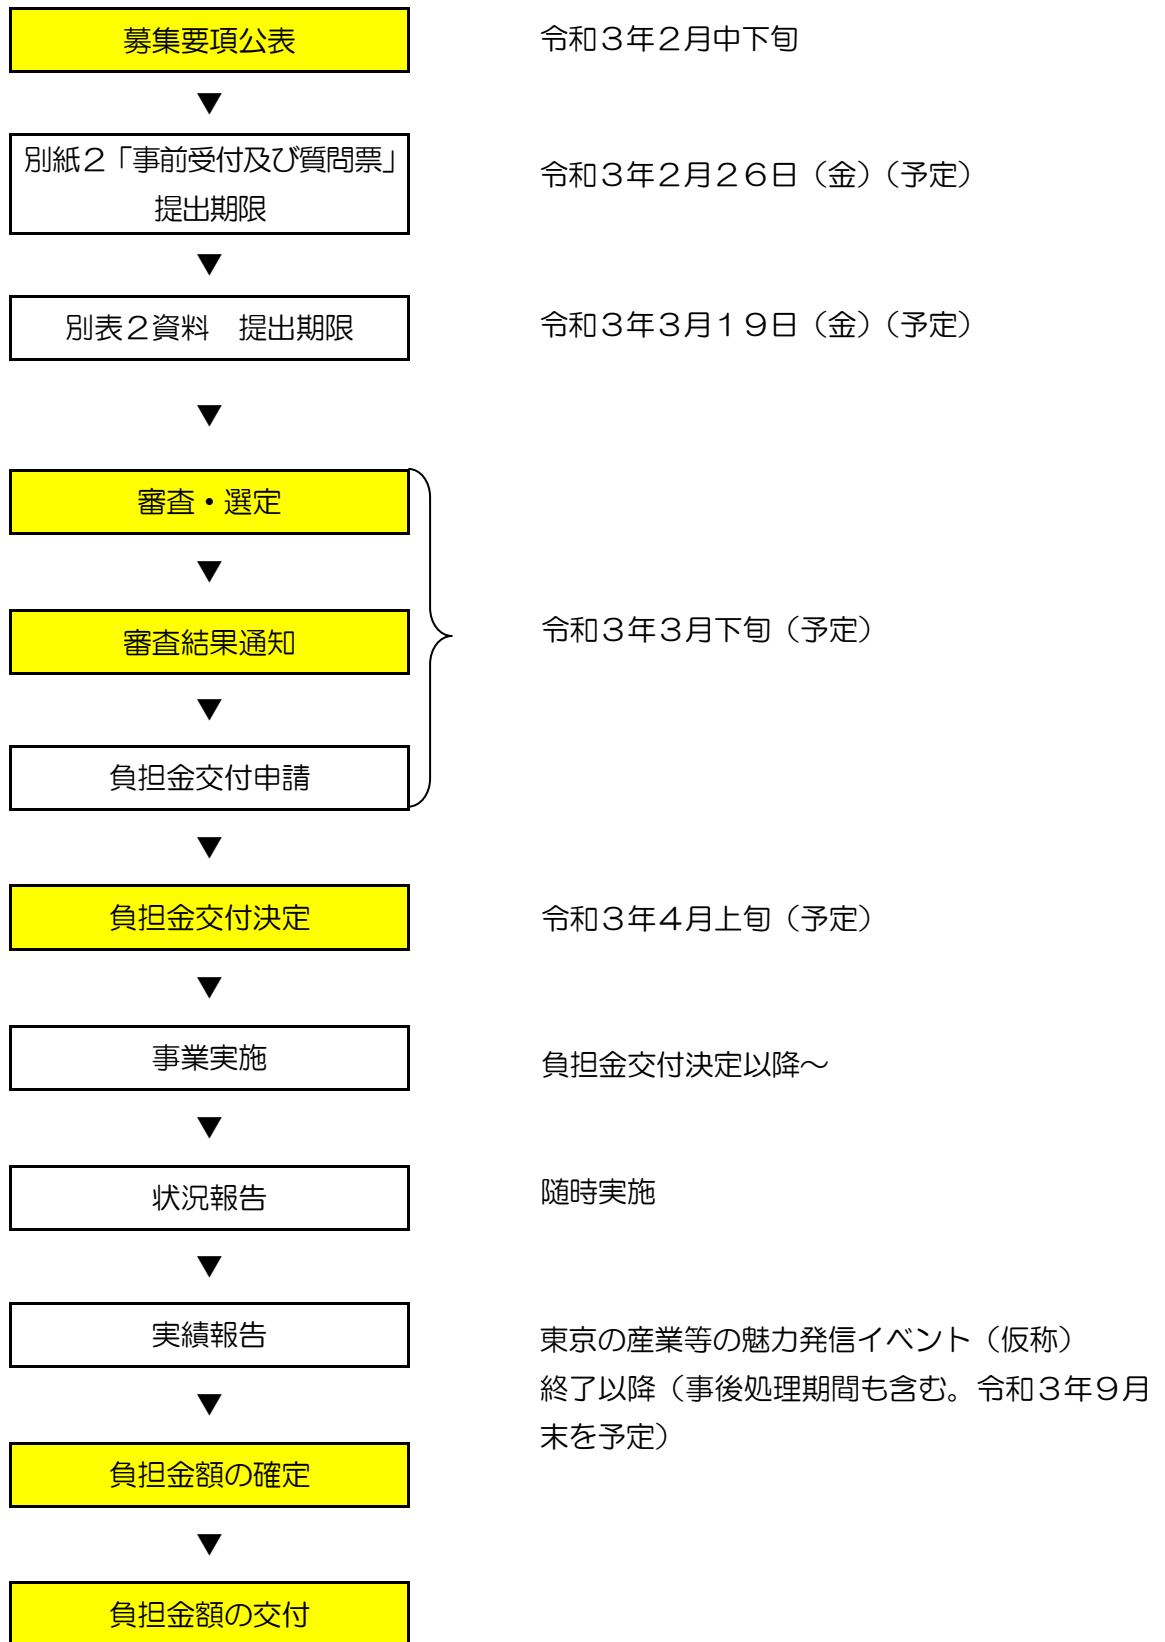 募集要項公表
令和３年２月中下旬
▼
別紙２「事前受付及び質問票」
提出期限
令和３年２月２６日（金）（予定）
▼
別表２資料　提出期限
令和３年３月１９日（金）（予定）
▼
審査・選定
▼
審査結果通知
令和３年３月下旬（予定）
▼
負担金交付申請
▼
負担金交付決定
令和３年４月上旬（予定）
▼
事業実施
負担金交付決定以降～
▼
状況報告
随時実施
▼
実績報告
東京の産業等の魅力発信イベント（仮称）
終了以降（事後処理期間も含む。令和３年９月
末を予定）
▼
負担金額の確定
▼
負担金額の交付